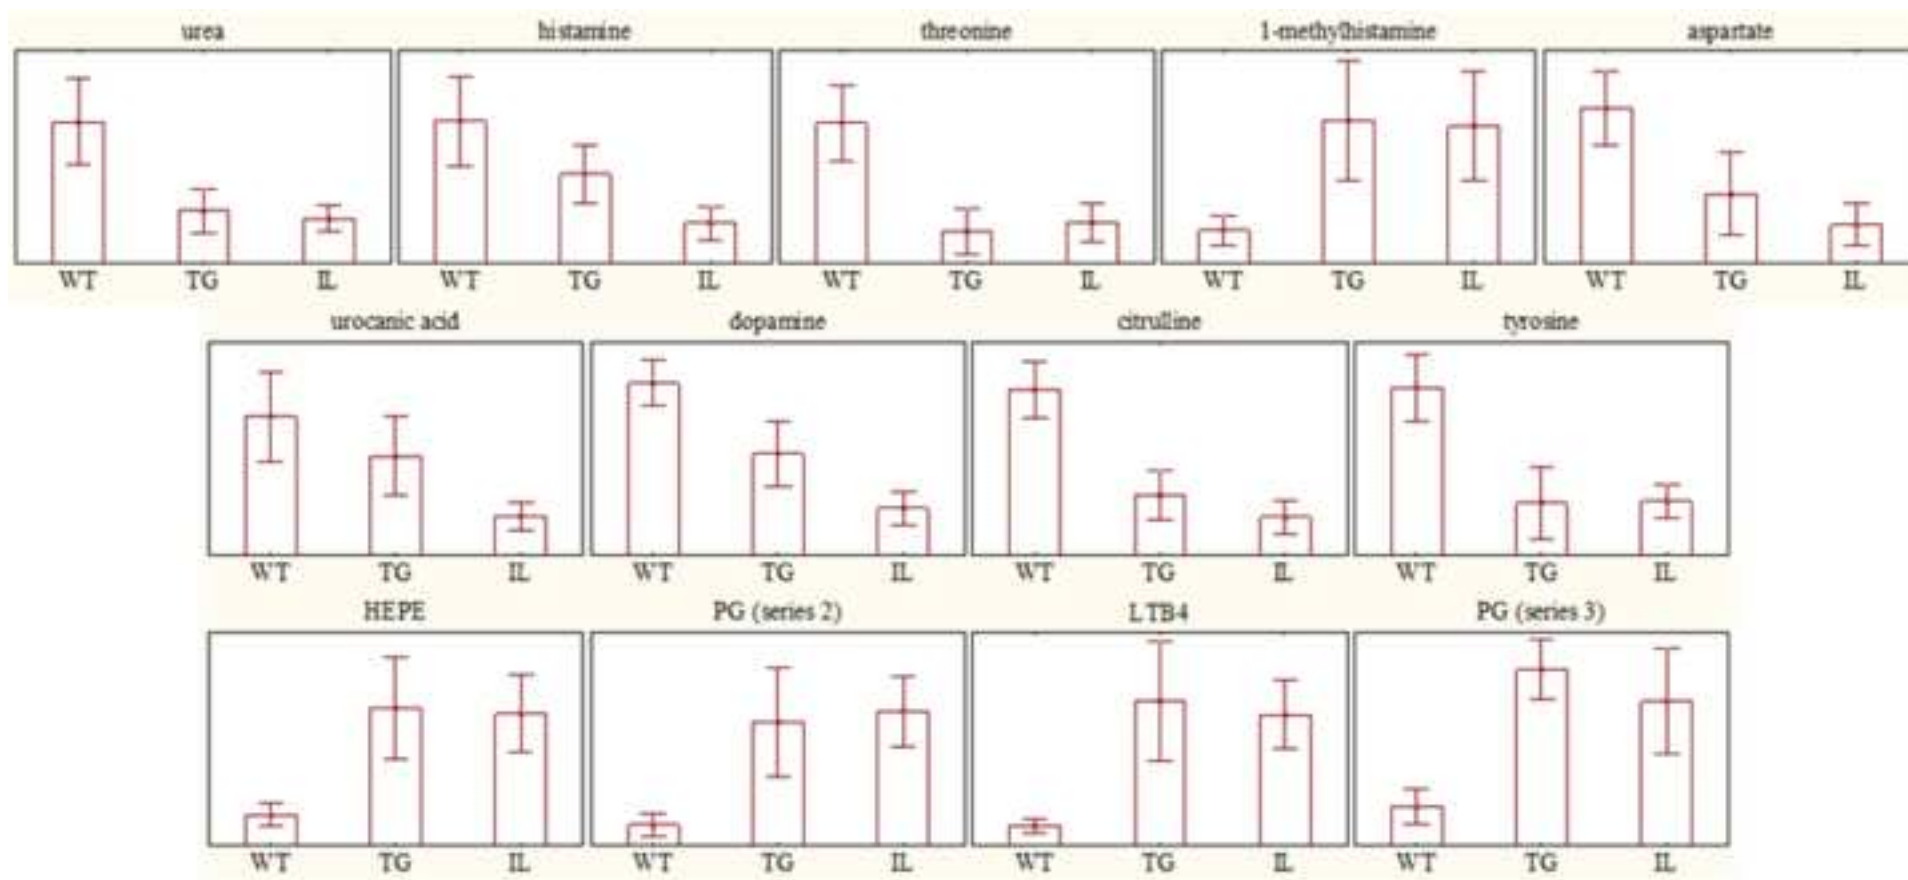 urea histamine threonine 1-methylhistamine aspartate
WT TG IL WT TG IL WT TG IL WT TG IL WT TG IL
urocanic acid dopamine citrulline tyrosine
WT TG IL WT TG IL WT TG IL WT TG IL
HEPE PG (series 2) LTB4 PG (series 3)
WT TG IL WT TG IL WT TG IL WT TG IL